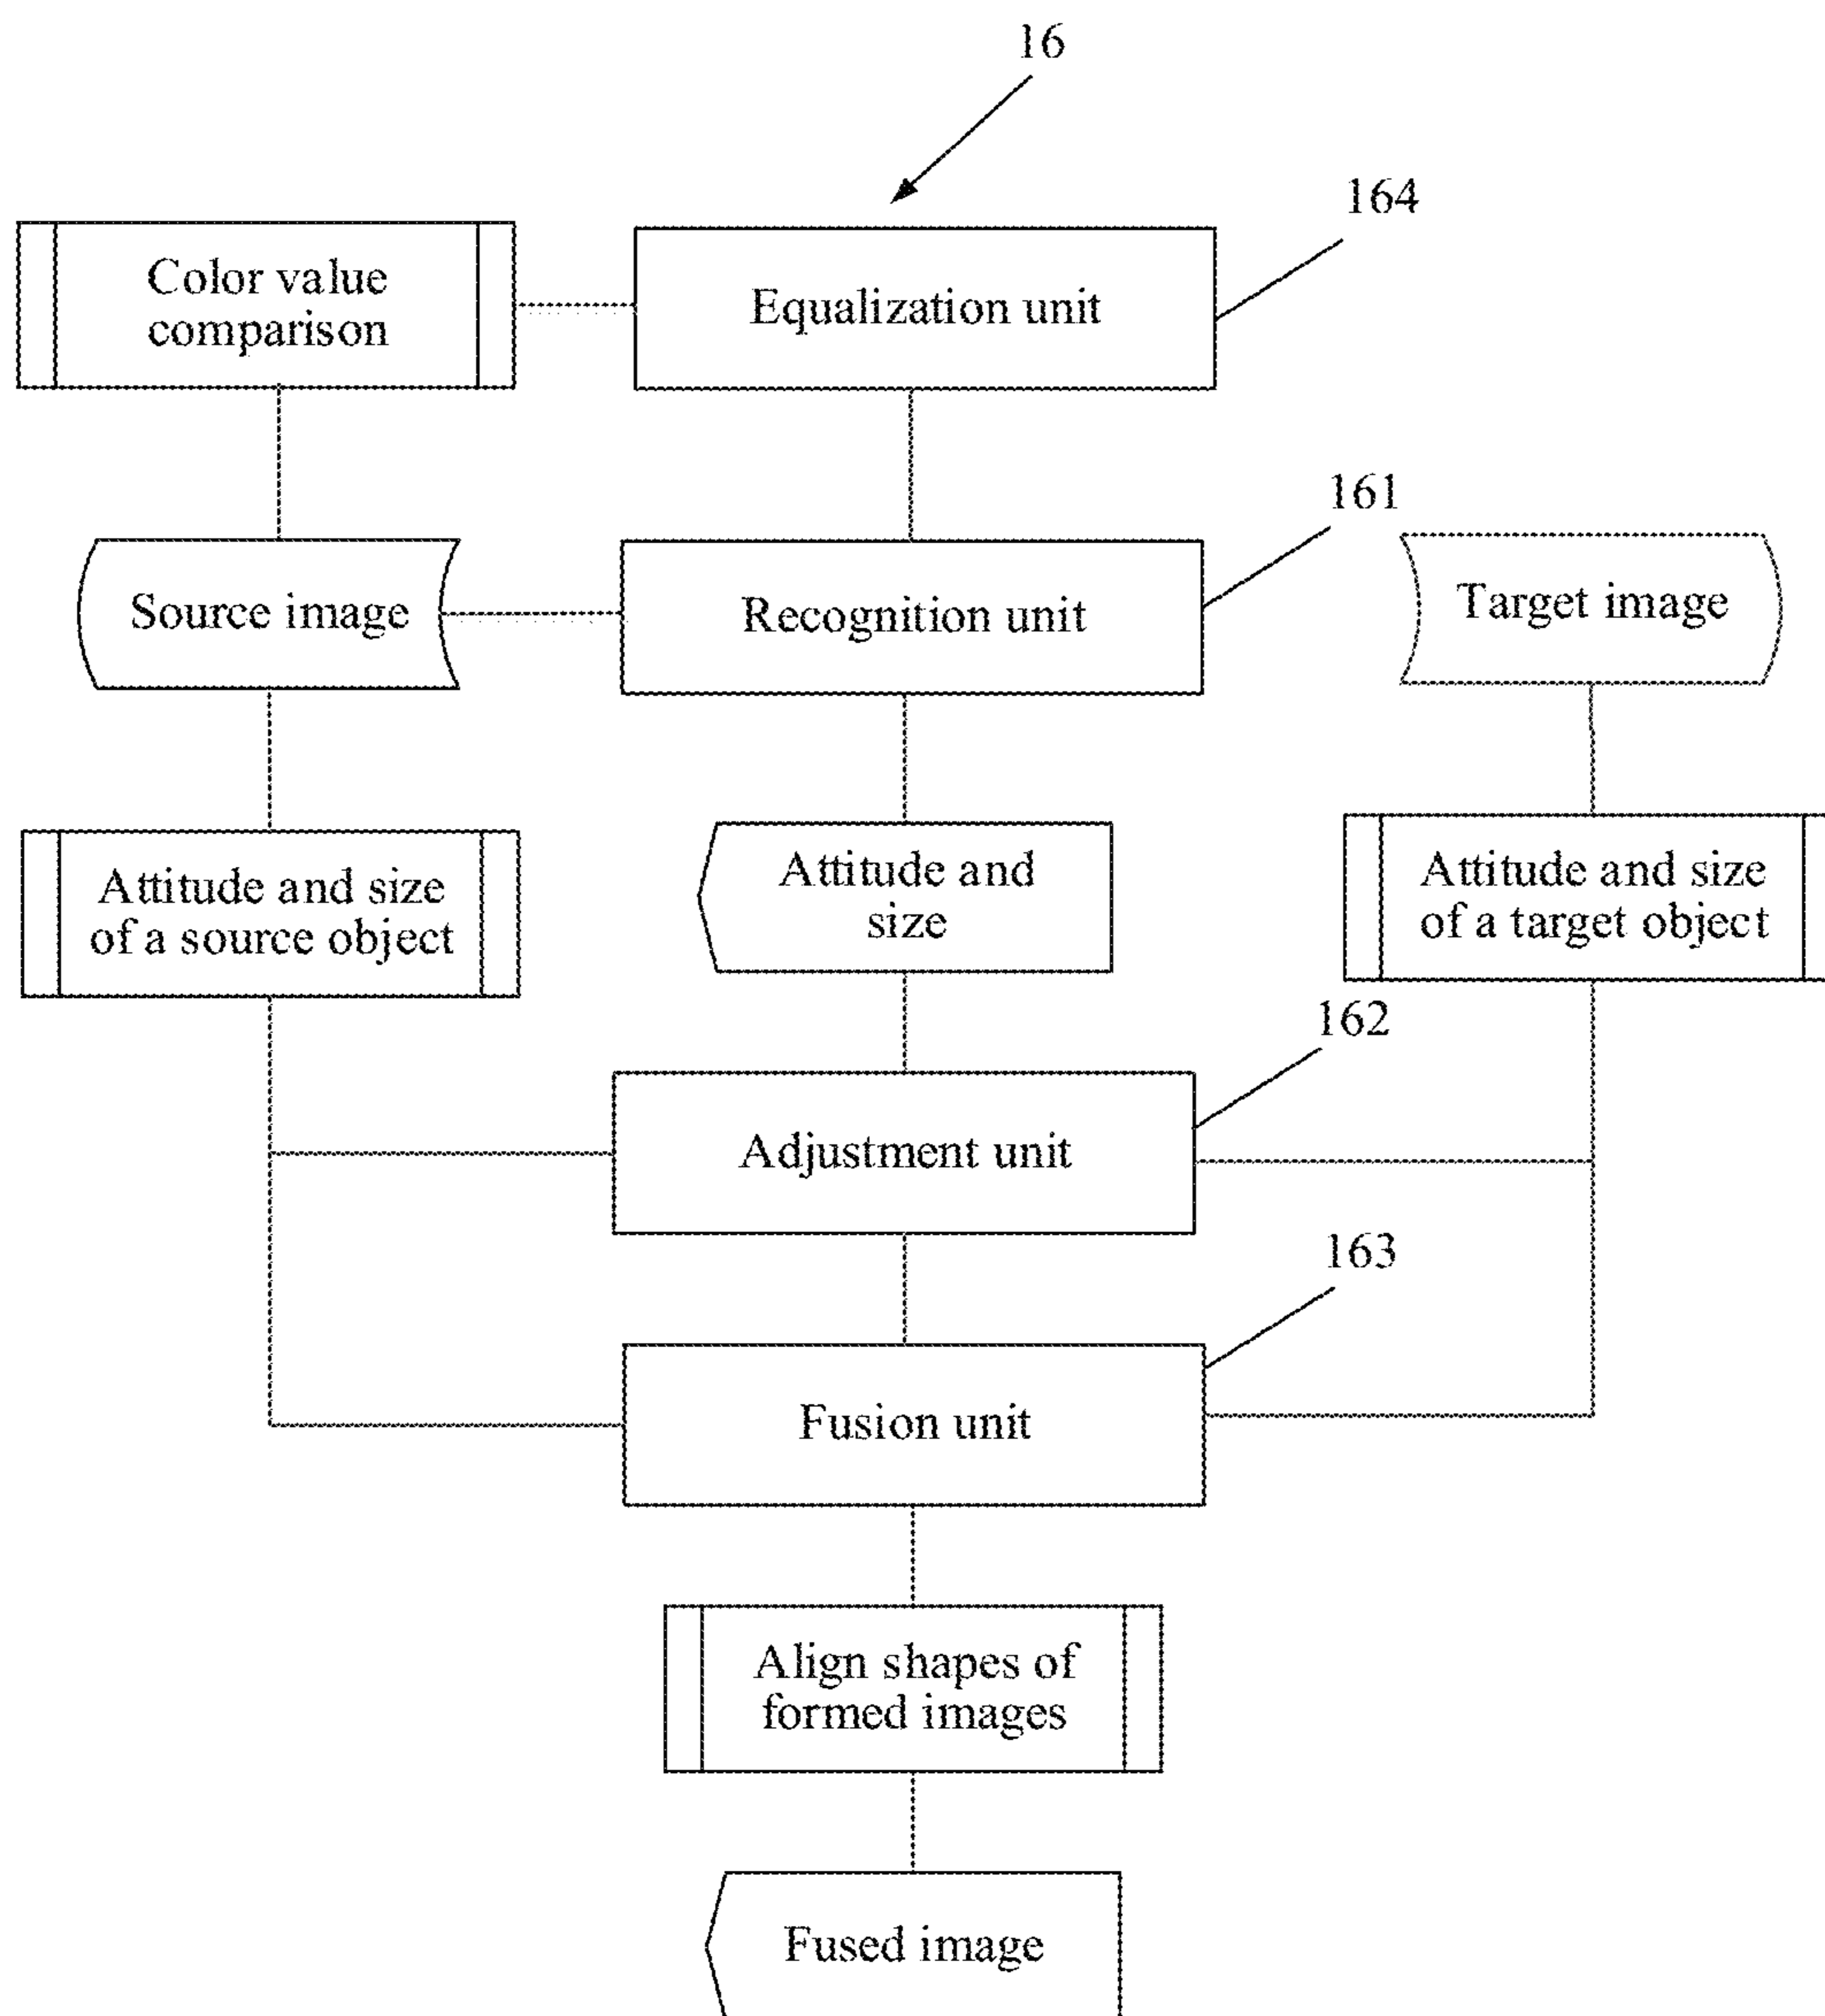 16
164
Color value
comparison
Equalization unit
161
Source image
Recognition unit
Target image
Attitude and size
of a source object
Attitude and
size
Attitude and size
of a target object
162
Adjustment unit
163
Fusion unit
Align shapes of
formed images
Fused image